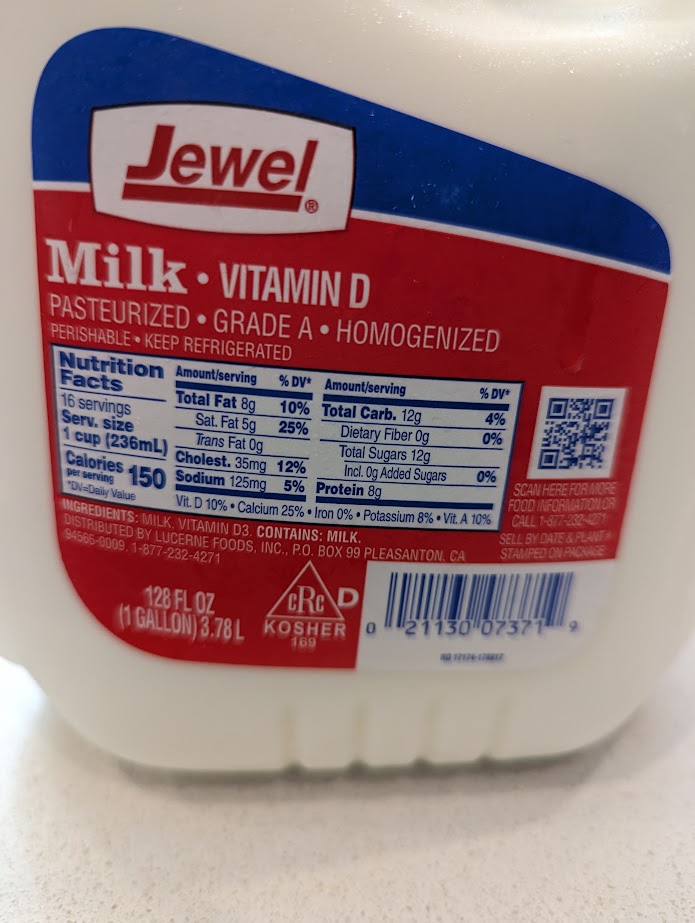 Jewel®
Milk • VITAMIN D
PASTEURIZED • GRADE A • HOMOGENIZED
PERISHABLE • KEEP REFRIGERATED
Nutrition
Facts
16 servings
Serv. size
1 cup (236mL)
Calories 150
per serving
*DV=Daily Value
Amount/serving % DV*
Total Fat 8g 10%
Sat. Fat 5g 25%
Trans Fat 0g
Cholest. 35mg 12%
Sodium 125mg 5%
Amount/serving % DV*
Total Carb. 12g 4%
Dietary Fiber 0g 0%
Total Sugars 12g
Incl. 0g Added Sugars 0%
Protein 8g
Vit. D 10% • Calcium 25% • Iron 0% • Potassium 8% • Vit. A 10%
SCAN HERE FOR MORE
FOOD INFORMATION OR
CALL 1-877-232-4271
SELL BY DATE & PLANT #
STAMPED ON PACKAGE
INGREDIENTS: MILK, VITAMIN D3. CONTAINS: MILK.
DISTRIBUTED BY LUCERNE FOODS, INC., P.O. BOX 99 PLEASANTON, CA
94566-0009. 1-877-232-4271
128 FL OZ
(1 GALLON) 3.78 L
cRc D
KOSHER
169
0 21130 07371 9